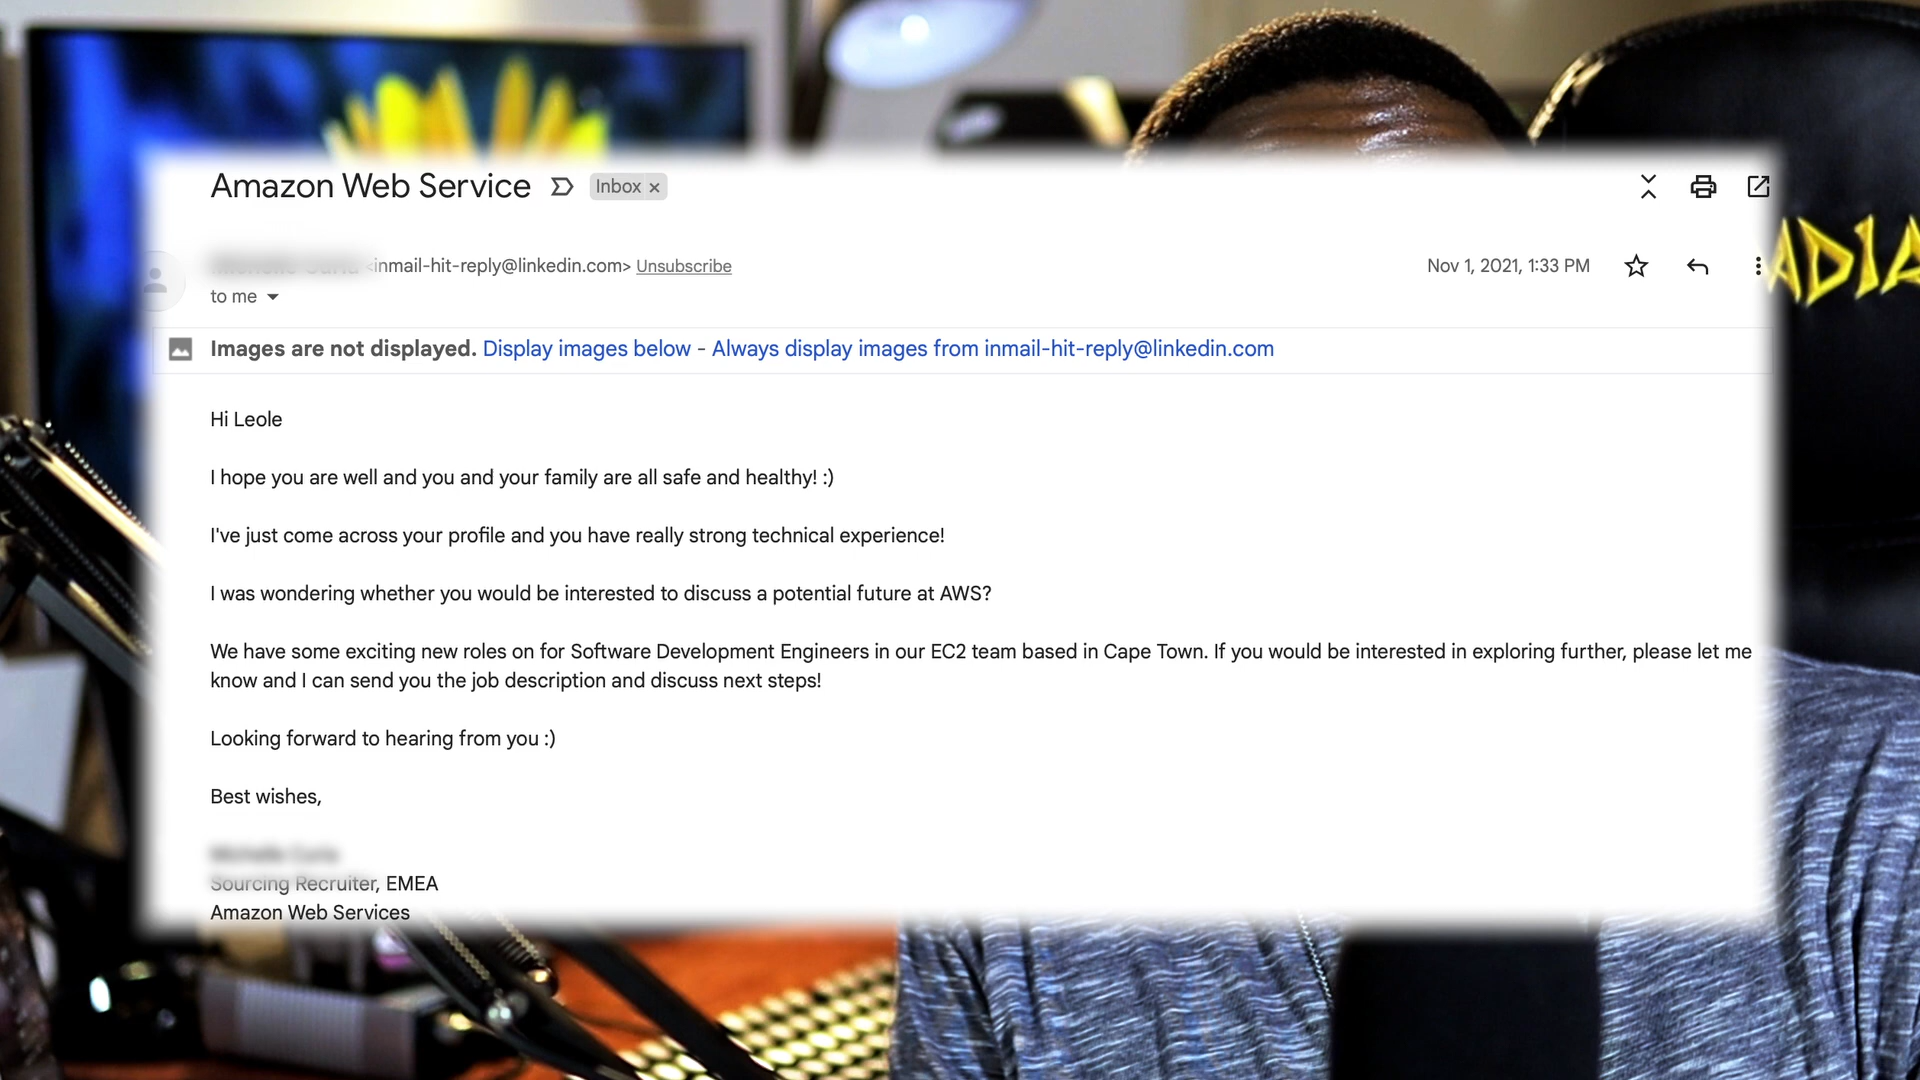 Amazon Web Service
Inbox x
<inmail-hit-reply@linkedin.com> Unsubscribe
Nov 1, 2021, 1:33 PM
to me
Images are not displayed. Display images below - Always display images from inmail-hit-reply@linkedin.com
Hi Leole
I hope you are well and you and your family are all safe and healthy! :)
I've just come across your profile and you have really strong technical experience!
I was wondering whether you would be interested to discuss a potential future at AWS?
We have some exciting new roles on for Software Development Engineers in our EC2 team based in Cape Town. If you would be interested in exploring further, please let me
know and I can send you the job description and discuss next steps!
Looking forward to hearing from you :)
Best wishes,
Sourcing Recruiter, EMEA
Amazon Web Services